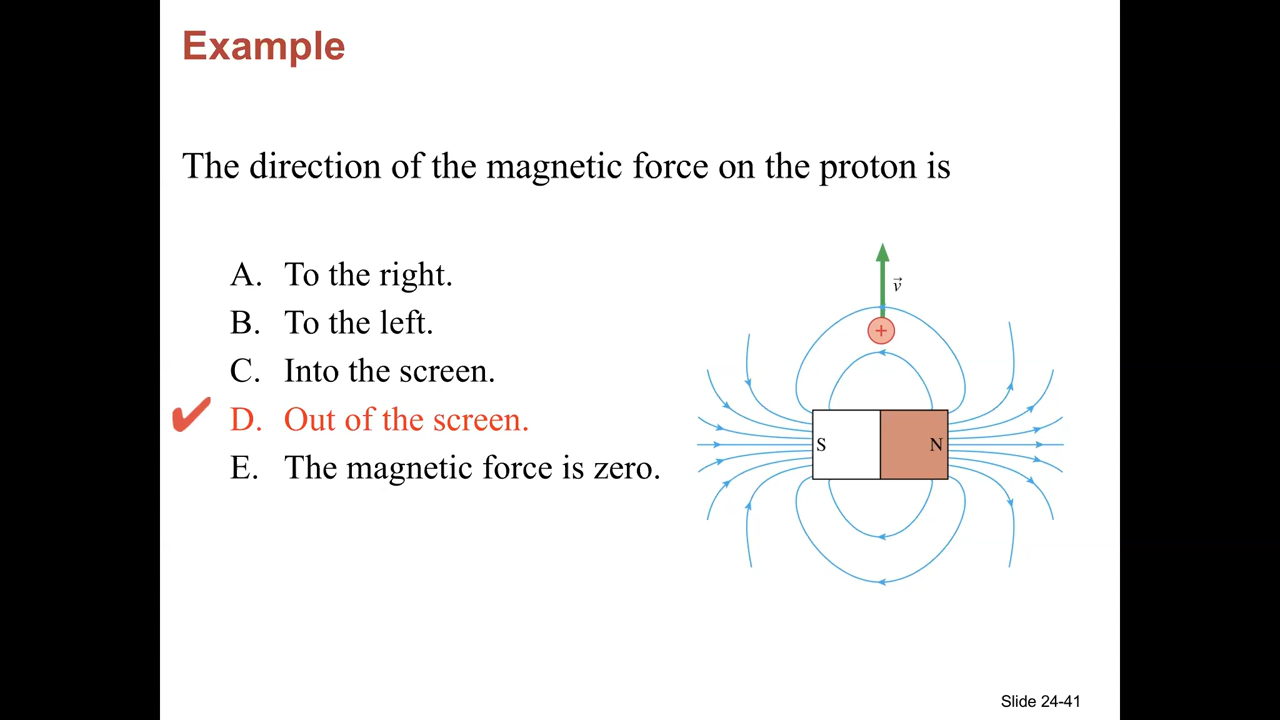 Example
The direction of the magnetic force on the proton is
A. To the right.
B. To the left.
C. Into the screen.
D. Out of the screen.
E. The magnetic force is zero.
v⃗
+
S N
Slide 24-41